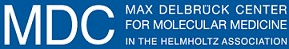 MDC
MAX DELBRÜCK CENTER
FOR MOLECULAR MEDICINE
IN THE HELMHOLTZ ASSOCIATION